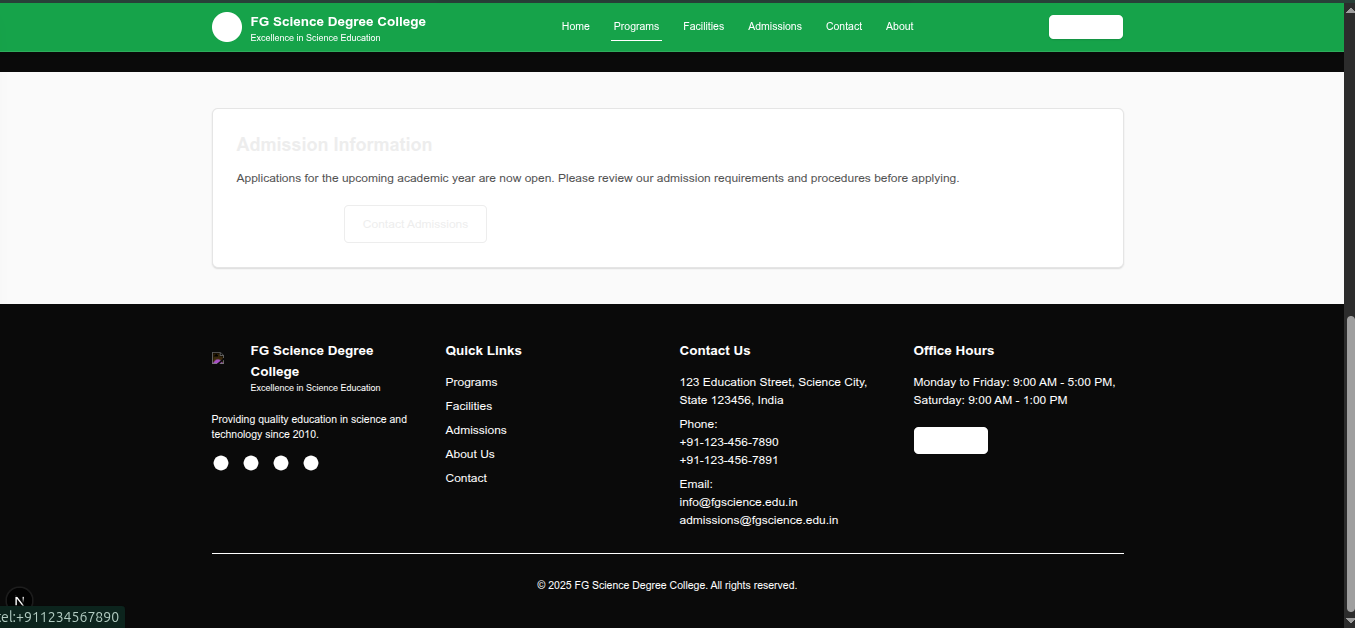 FG Science Degree College
Excellence in Science Education
Home Programs Facilities Admissions Contact About
Admission Information
Applications for the upcoming academic year are now open. Please review our admission requirements and procedures before applying.
Contact Admissions
FG Science Degree
College
Excellence in Science Education
Providing quality education in science and
technology since 2010.
Quick Links
Programs
Facilities
Admissions
About Us
Contact
Contact Us
123 Education Street, Science City,
State 123456, India
Phone:
+91-123-456-7890
+91-123-456-7891
Email:
info@fgscience.edu.in
admissions@fgscience.edu.in
Office Hours
Monday to Friday: 9:00 AM - 5:00 PM,
Saturday: 9:00 AM - 1:00 PM
© 2025 FG Science Degree College. All rights reserved.
N
tel:+911234567890